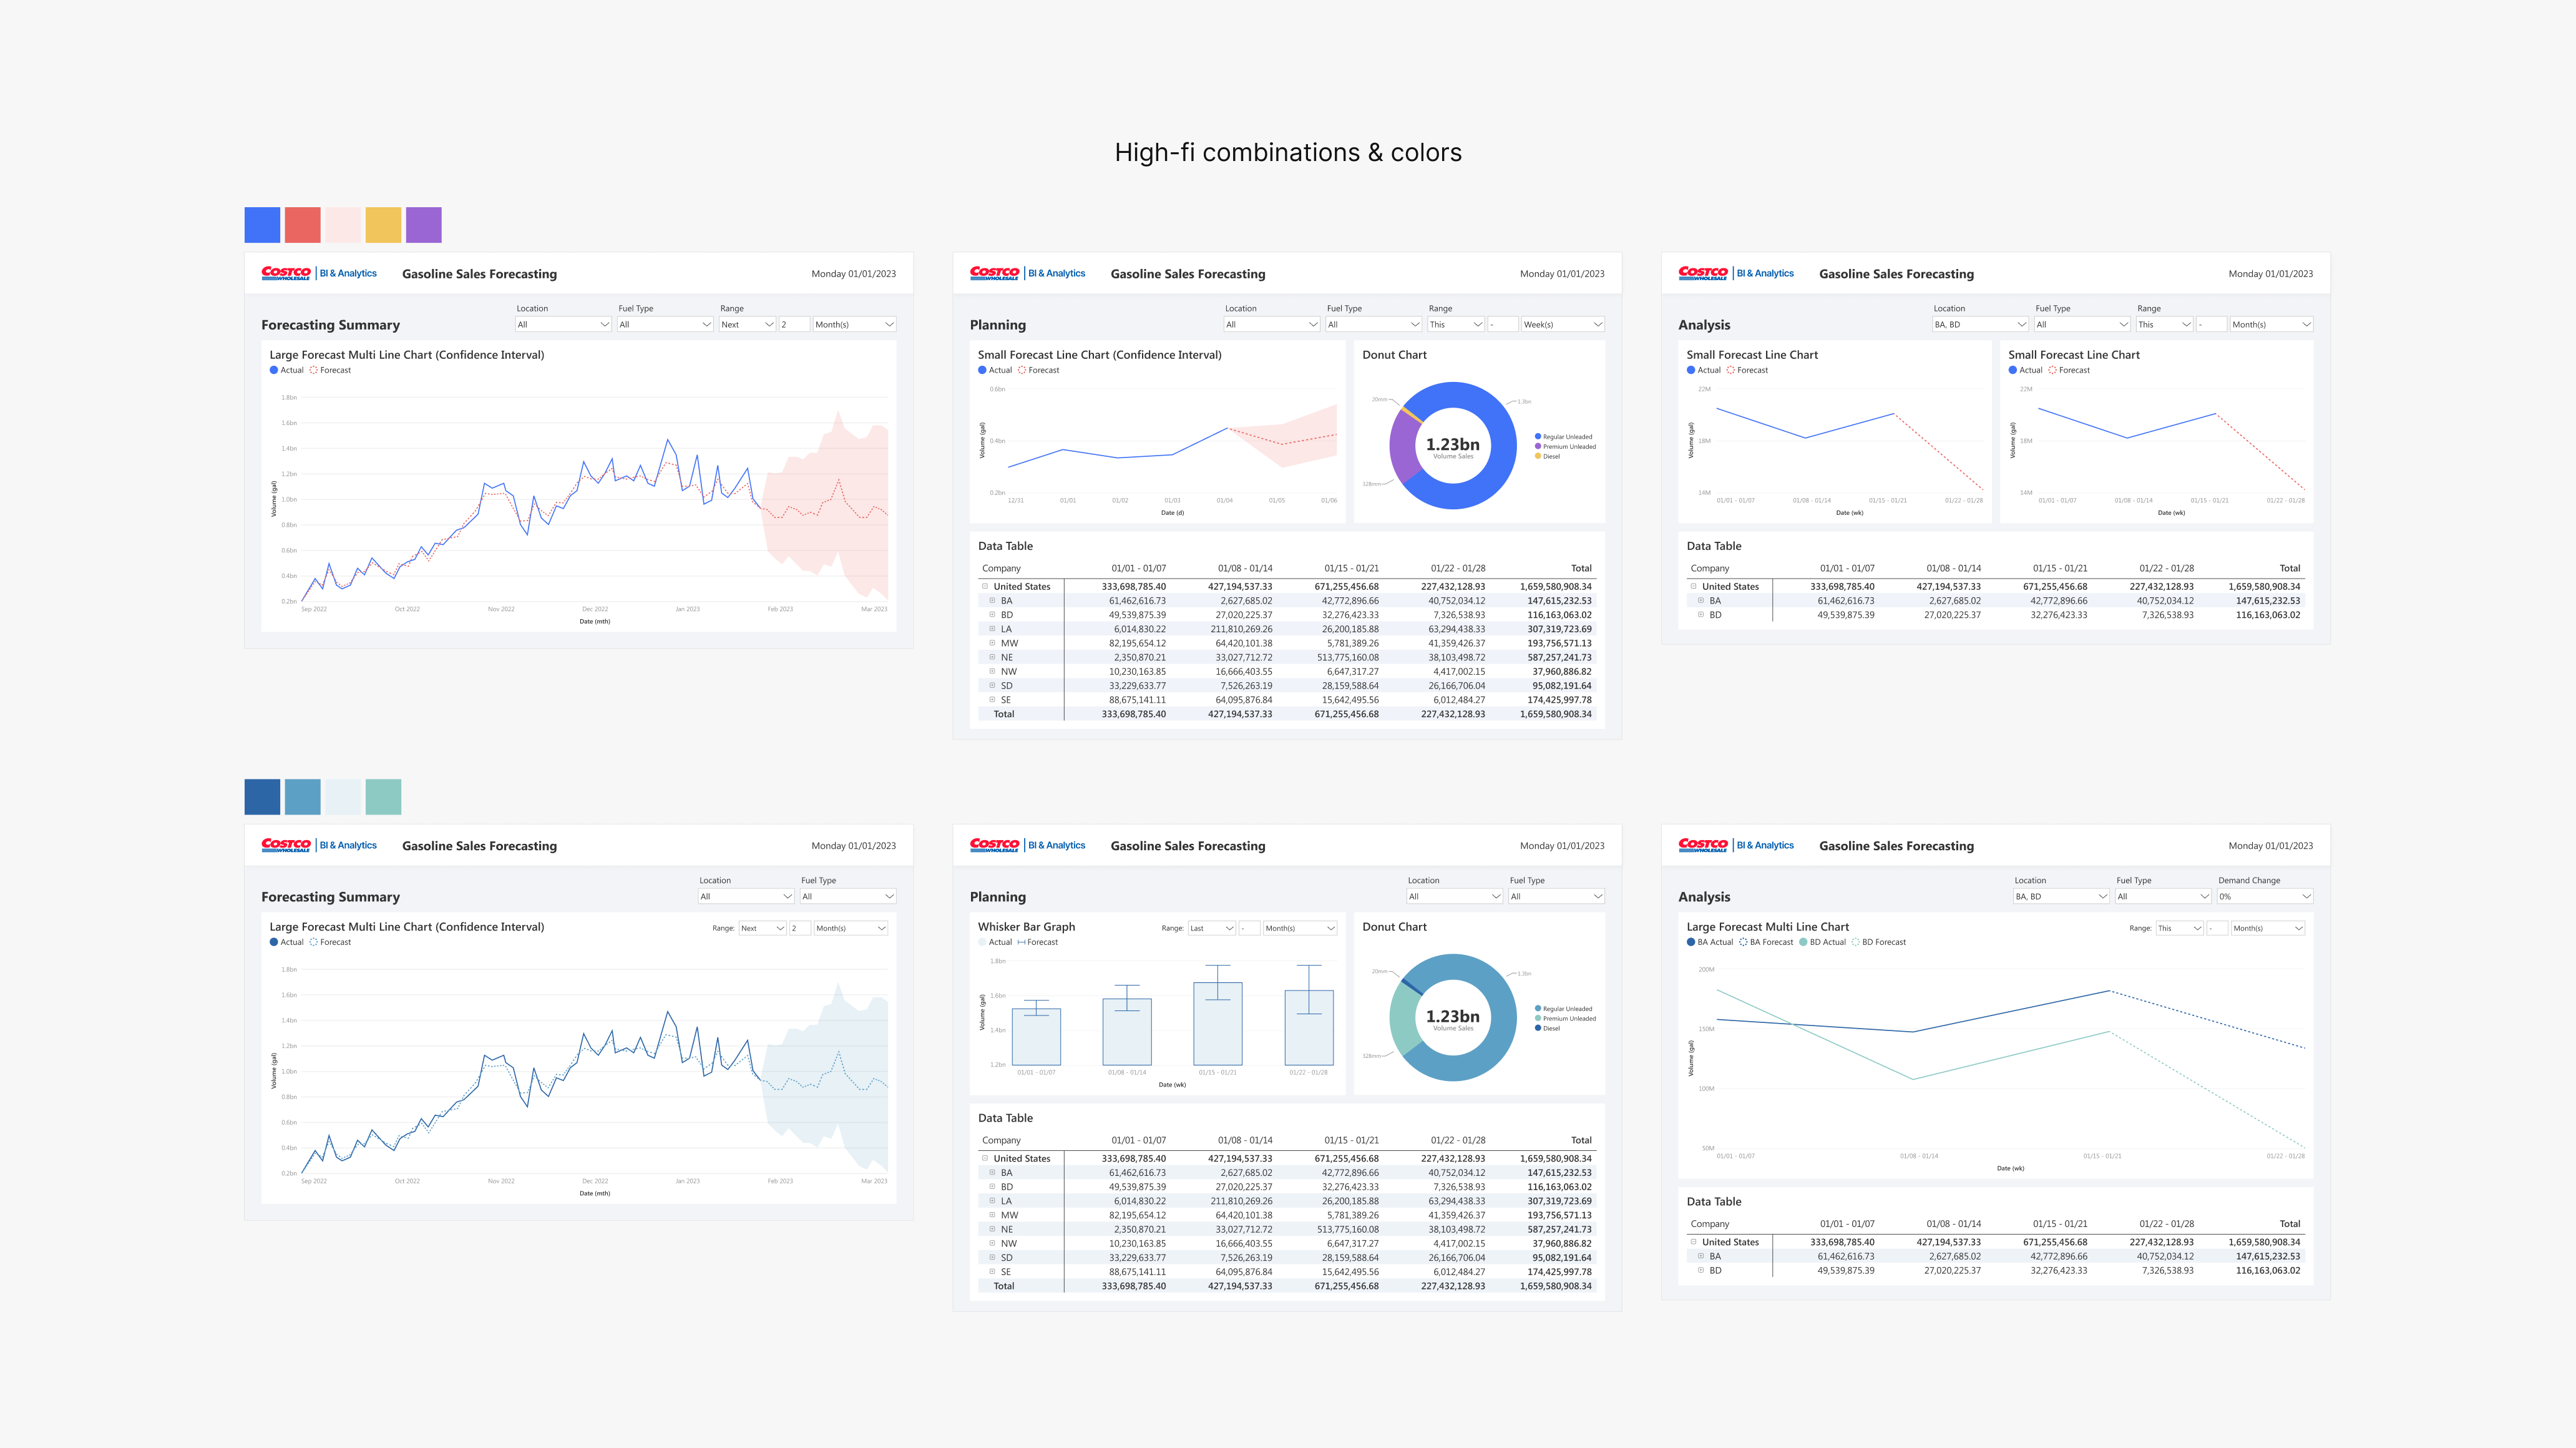 High-fi combinations & colors
COSTCO WHOLESALE BI & Analytics Gasoline Sales Forecasting Monday 01/01/2023
Forecasting Summary
Location Fuel Type Range
All All Next 2 Month(s)
Large Forecast Multi Line Chart (Confidence Interval)
Actual Forecast
1.8bn
1.6bn
1.4bn
1.2bn
1.0bn
0.8bn
0.6bn
0.4bn
0.2bn
Volume (gal)
Sep 2022 Oct 2022 Nov 2022 Dec 2022 Jan 2023 Feb 2023 Mar 2023
Date (mth)
COSTCO WHOLESALE BI & Analytics Gasoline Sales Forecasting Monday 01/01/2023
Planning
Location Fuel Type Range
All All This - Week(s)
Small Forecast Line Chart (Confidence Interval)
Actual Forecast
0.6bn
0.4bn
0.2bn
Volume (gal)
12/31 01/01 01/02 01/03 01/04 01/05 01/06
Date (d)
Donut Chart
20mm
1.3bn
328mm
1.23bn
Volume Sales
Regular Unleaded
Premium Unleaded
Diesel
Data Table
Company 01/01 - 01/07 01/08 - 01/14 01/15 - 01/21 01/22 - 01/28 Total
United States 333,698,785.40 427,194,537.33 671,255,456.68 227,432,128.93 1,659,580,908.34
BA 61,462,616.73 2,627,685.02 42,772,896.66 40,752,034.12 147,615,232.53
BD 49,539,875.39 27,020,225.37 32,276,423.33 7,326,538.93 116,163,063.02
LA 6,014,830.22 211,810,269.26 26,200,185.88 63,294,438.33 307,319,723.69
MW 82,195,654.12 64,420,101.38 5,781,389.26 41,359,426.37 193,756,571.13
NE 2,350,870.21 33,027,712.72 513,775,160.08 38,103,498.72 587,257,241.73
NW 10,230,163.85 16,666,403.55 6,647,317.27 4,417,002.15 37,960,886.82
SD 33,229,633.77 7,526,263.19 28,159,588.64 26,166,706.04 95,082,191.64
SE 88,675,141.11 64,095,876.84 15,642,495.56 6,012,484.27 174,425,997.78
Total 333,698,785.40 427,194,537.33 671,255,456.68 227,432,128.93 1,659,580,908.34
COSTCO WHOLESALE BI & Analytics Gasoline Sales Forecasting Monday 01/01/2023
Analysis
Location Fuel Type Range
BA, BD All This - Month(s)
Small Forecast Line Chart
Actual Forecast
22M
18M
14M
Volume (gal)
01/01 - 01/07 01/08 - 01/14 01/15 - 01/21 01/22 - 01/28
Date (wk)
Small Forecast Line Chart
Actual Forecast
22M
18M
14M
Volume (gal)
01/01 - 01/07 01/08 - 01/14 01/15 - 01/21 01/22 - 01/28
Date (wk)
Data Table
Company 01/01 - 01/07 01/08 - 01/14 01/15 - 01/21 01/22 - 01/28 Total
United States 333,698,785.40 427,194,537.33 671,255,456.68 227,432,128.93 1,659,580,908.34
BA 61,462,616.73 2,627,685.02 42,772,896.66 40,752,034.12 147,615,232.53
BD 49,539,875.39 27,020,225.37 32,276,423.33 7,326,538.93 116,163,063.02
COSTCO WHOLESALE BI & Analytics Gasoline Sales Forecasting Monday 01/01/2023
Forecasting Summary
Location Fuel Type
All All
Large Forecast Multi Line Chart (Confidence Interval) Range: Next 2 Month(s)
Actual Forecast
1.8bn
1.6bn
1.4bn
1.2bn
1.0bn
0.8bn
0.6bn
0.4bn
0.2bn
Volume (gal)
Sep 2022 Oct 2022 Nov 2022 Dec 2022 Jan 2023 Feb 2023 Mar 2023
Date (mth)
COSTCO WHOLESALE BI & Analytics Gasoline Sales Forecasting Monday 01/01/2023
Planning
Location Fuel Type
All All
Whisker Bar Graph Range: Last - Month(s)
Actual Forecast
1.8bn
1.6bn
1.4bn
1.2bn
Volume (gal)
01/01 - 01/07 01/08 - 01/14 01/15 - 01/21 01/22 - 01/28
Date (wk)
Donut Chart
20mm
1.3bn
328mm
1.23bn
Volume Sales
Regular Unleaded
Premium Unleaded
Diesel
Data Table
Company 01/01 - 01/07 01/08 - 01/14 01/15 - 01/21 01/22 - 01/28 Total
United States 333,698,785.40 427,194,537.33 671,255,456.68 227,432,128.93 1,659,580,908.34
BA 61,462,616.73 2,627,685.02 42,772,896.66 40,752,034.12 147,615,232.53
BD 49,539,875.39 27,020,225.37 32,276,423.33 7,326,538.93 116,163,063.02
LA 6,014,830.22 211,810,269.26 26,200,185.88 63,294,438.33 307,319,723.69
MW 82,195,654.12 64,420,101.38 5,781,389.26 41,359,426.37 193,756,571.13
NE 2,350,870.21 33,027,712.72 513,775,160.08 38,103,498.72 587,257,241.73
NW 10,230,163.85 16,666,403.55 6,647,317.27 4,417,002.15 37,960,886.82
SD 33,229,633.77 7,526,263.19 28,159,588.64 26,166,706.04 95,082,191.64
SE 88,675,141.11 64,095,876.84 15,642,495.56 6,012,484.27 174,425,997.78
Total 333,698,785.40 427,194,537.33 671,255,456.68 227,432,128.93 1,659,580,908.34
COSTCO WHOLESALE BI & Analytics Gasoline Sales Forecasting Monday 01/01/2023
Analysis
Location Fuel Type Demand Change
BA, BD All 0%
Large Forecast Multi Line Chart Range: This - Month(s)
BA Actual BA Forecast BD Actual BD Forecast
200M
150M
100M
50M
Volume (gal)
01/01 - 01/07 01/08 - 01/14 01/15 - 01/21 01/22 - 01/28
Date (wk)
Data Table
Company 01/01 - 01/07 01/08 - 01/14 01/15 - 01/21 01/22 - 01/28 Total
United States 333,698,785.40 427,194,537.33 671,255,456.68 227,432,128.93 1,659,580,908.34
BA 61,462,616.73 2,627,685.02 42,772,896.66 40,752,034.12 147,615,232.53
BD 49,539,875.39 27,020,225.37 32,276,423.33 7,326,538.93 116,163,063.02